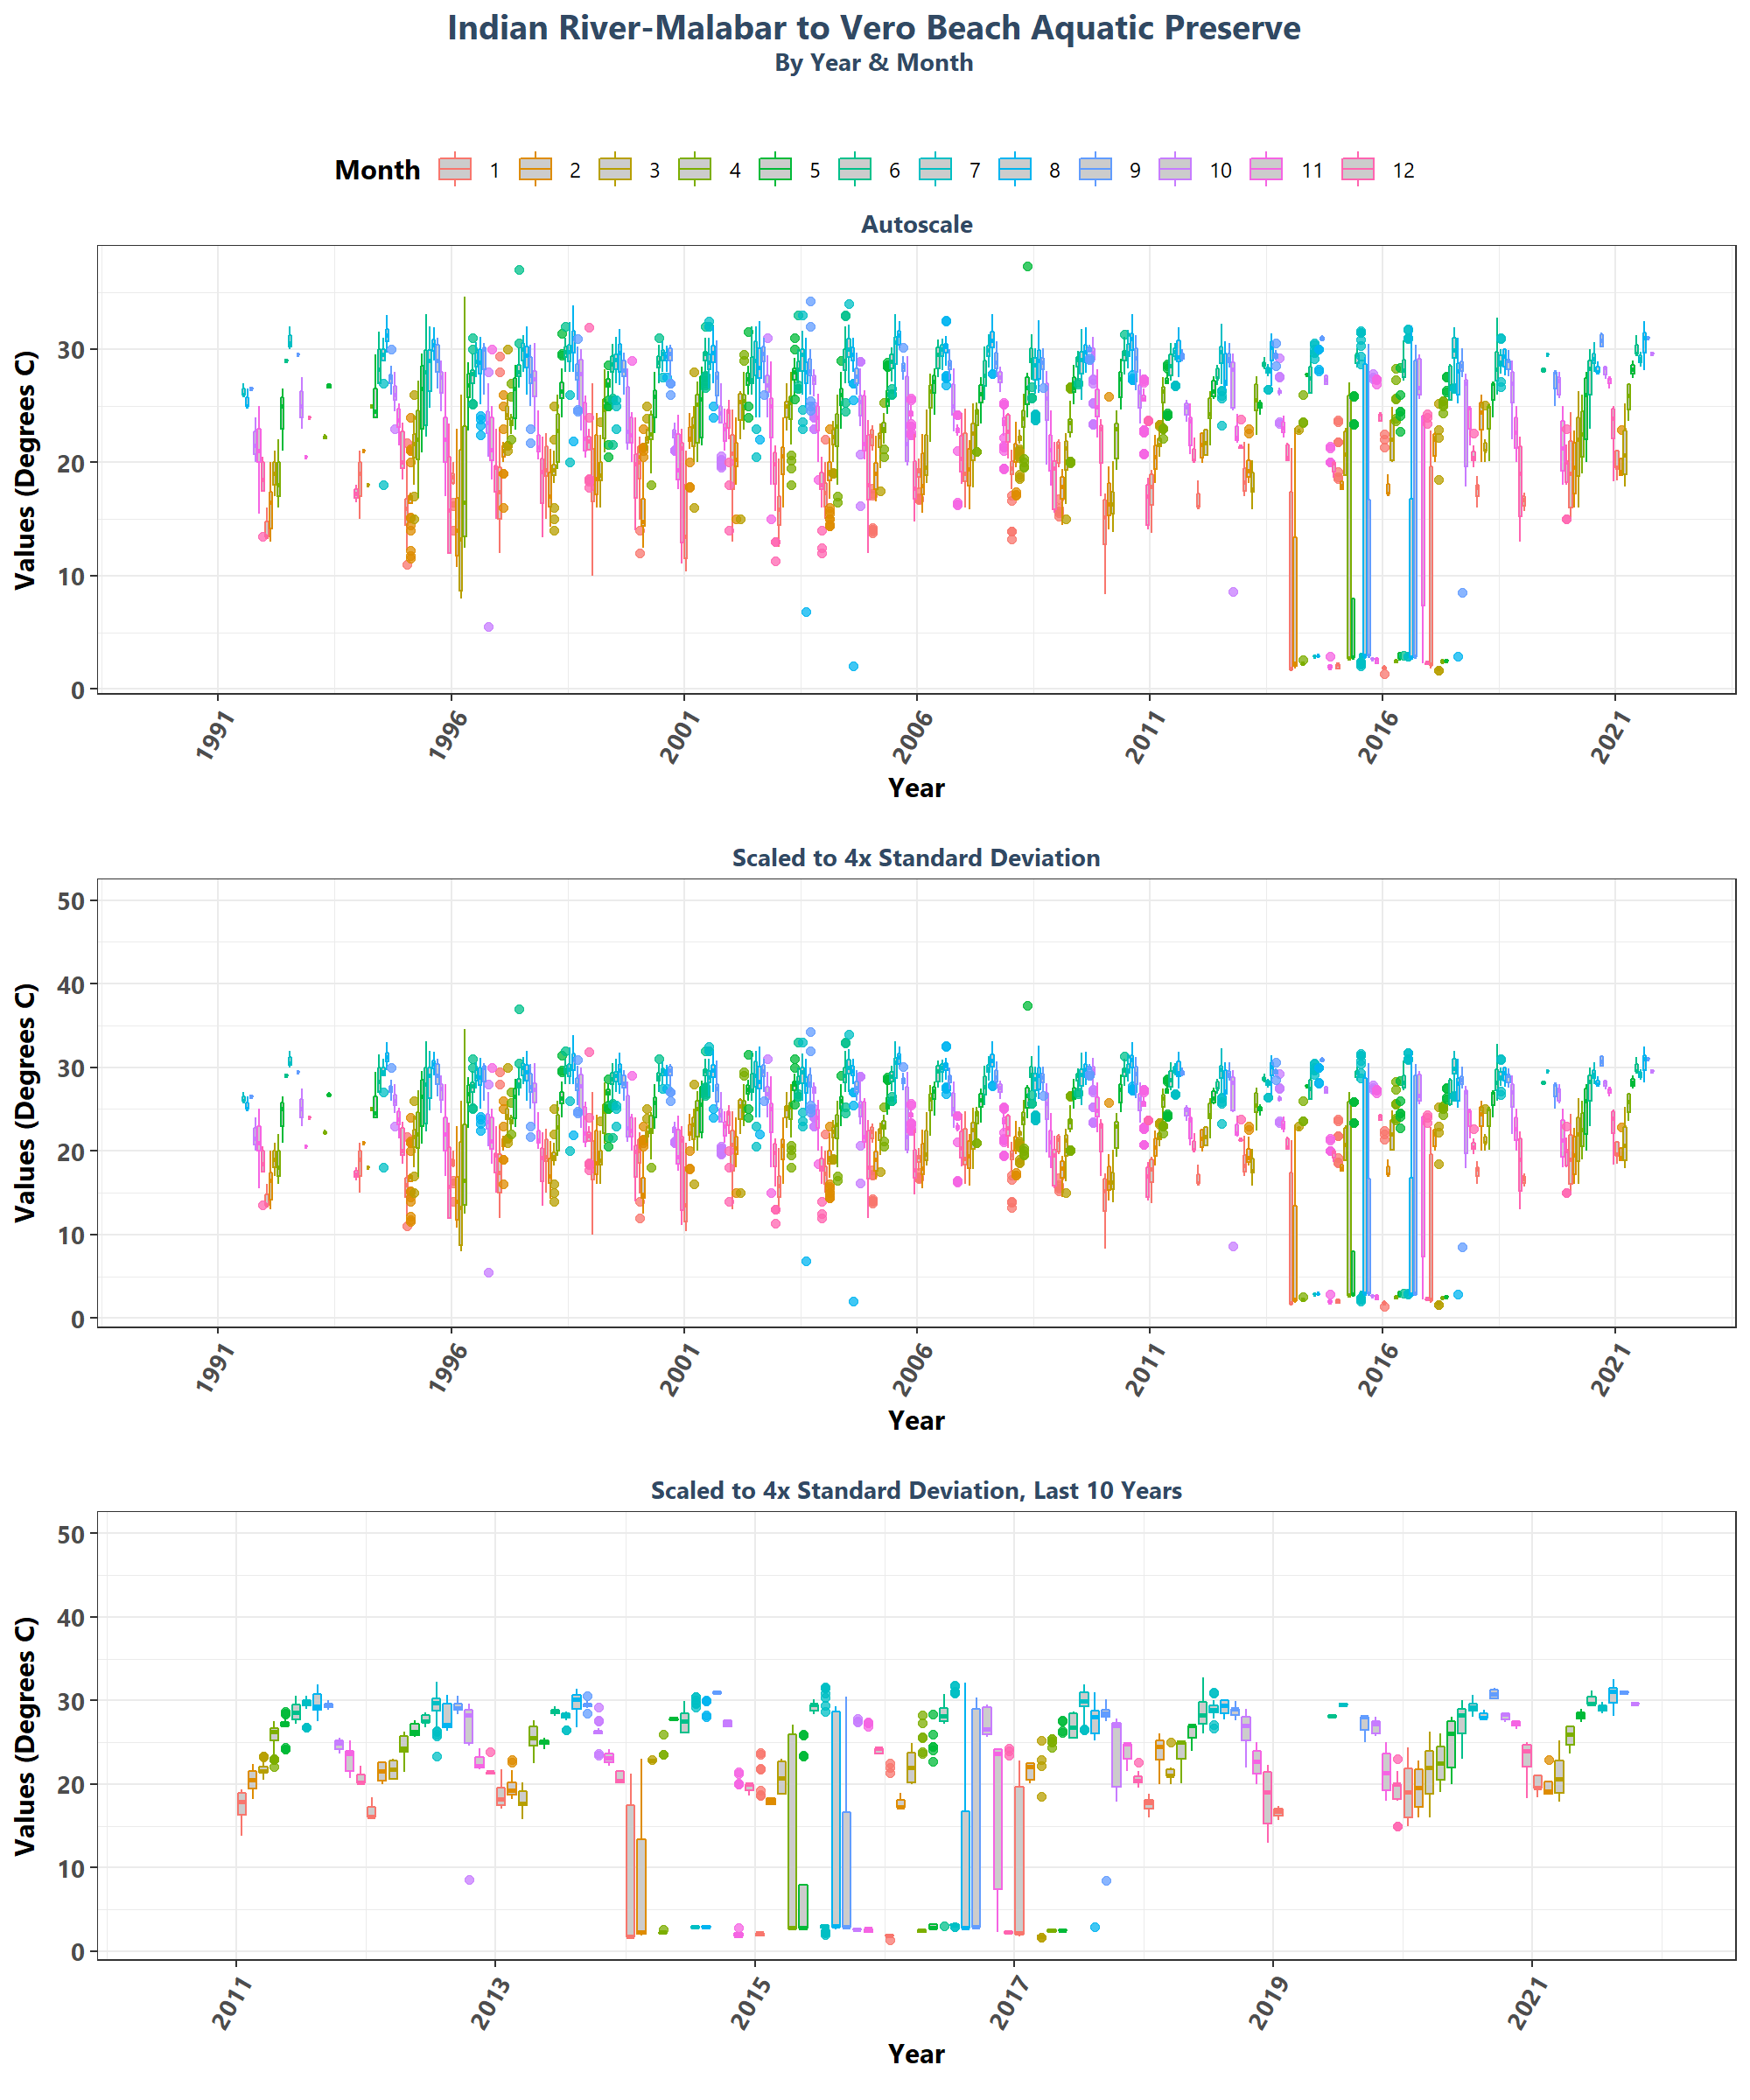 Indian River-Malabar to Vero Beach Aquatic Preserve
By Year & Month
Month 1 2 3 4 5 6 7 8 9 10 11 12
Autoscale
Values (Degrees C)
30
20
10
0
1991 1996 2001 2006 2011 2016 2021
Year
Scaled to 4x Standard Deviation
Values (Degrees C)
50
40
30
20
10
0
1991 1996 2001 2006 2011 2016 2021
Year
Scaled to 4x Standard Deviation, Last 10 Years
Values (Degrees C)
50
40
30
20
10
0
2011 2013 2015 2017 2019 2021
Year